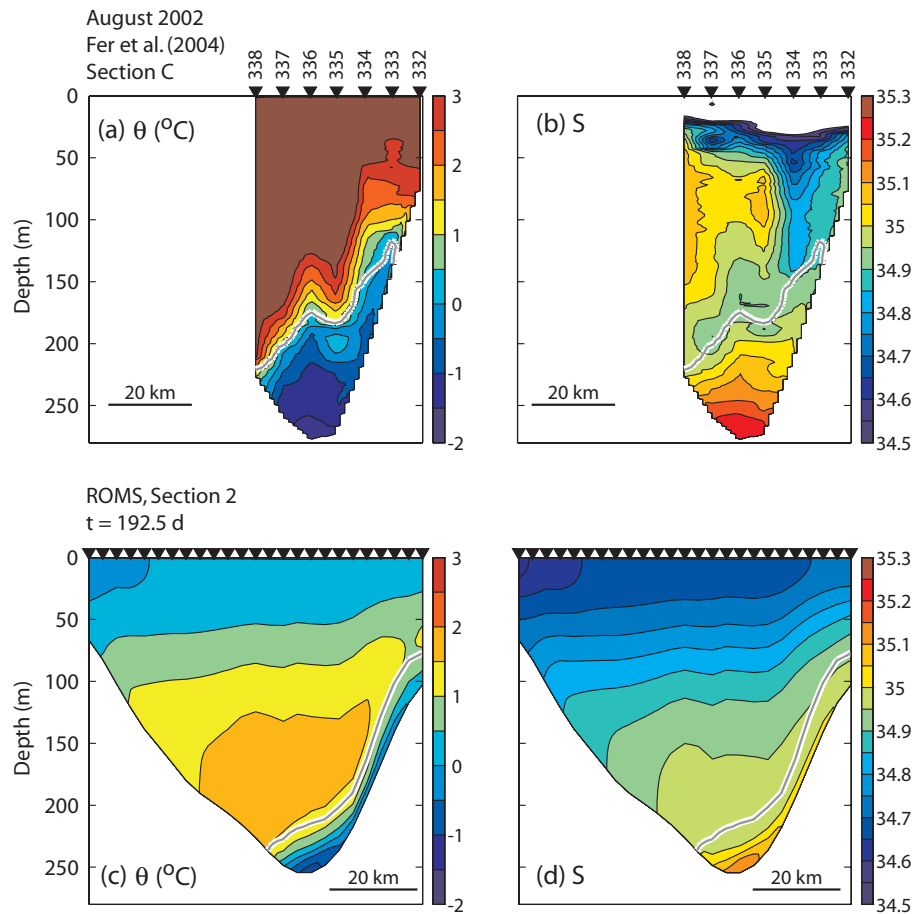 August 2002
Fer et al. (2004)
Section C
338 337 336 335 334 333 332
338 337 336 335 334 333 332
(a) θ (ºC)
(b) S
Depth (m)
0
50
100
150
200
250
20 km
3
2
1
0
-1
-2
20 km
35.3
35.2
35.1
35
34.9
34.8
34.7
34.6
34.5
ROMS, Section 2
t = 192.5 d
Depth (m)
0
50
100
150
200
250
(c) θ (ºC)
20 km
3
2
1
0
-1
-2
(d) S
20 km
35.3
35.2
35.1
35
34.9
34.8
34.7
34.6
34.5